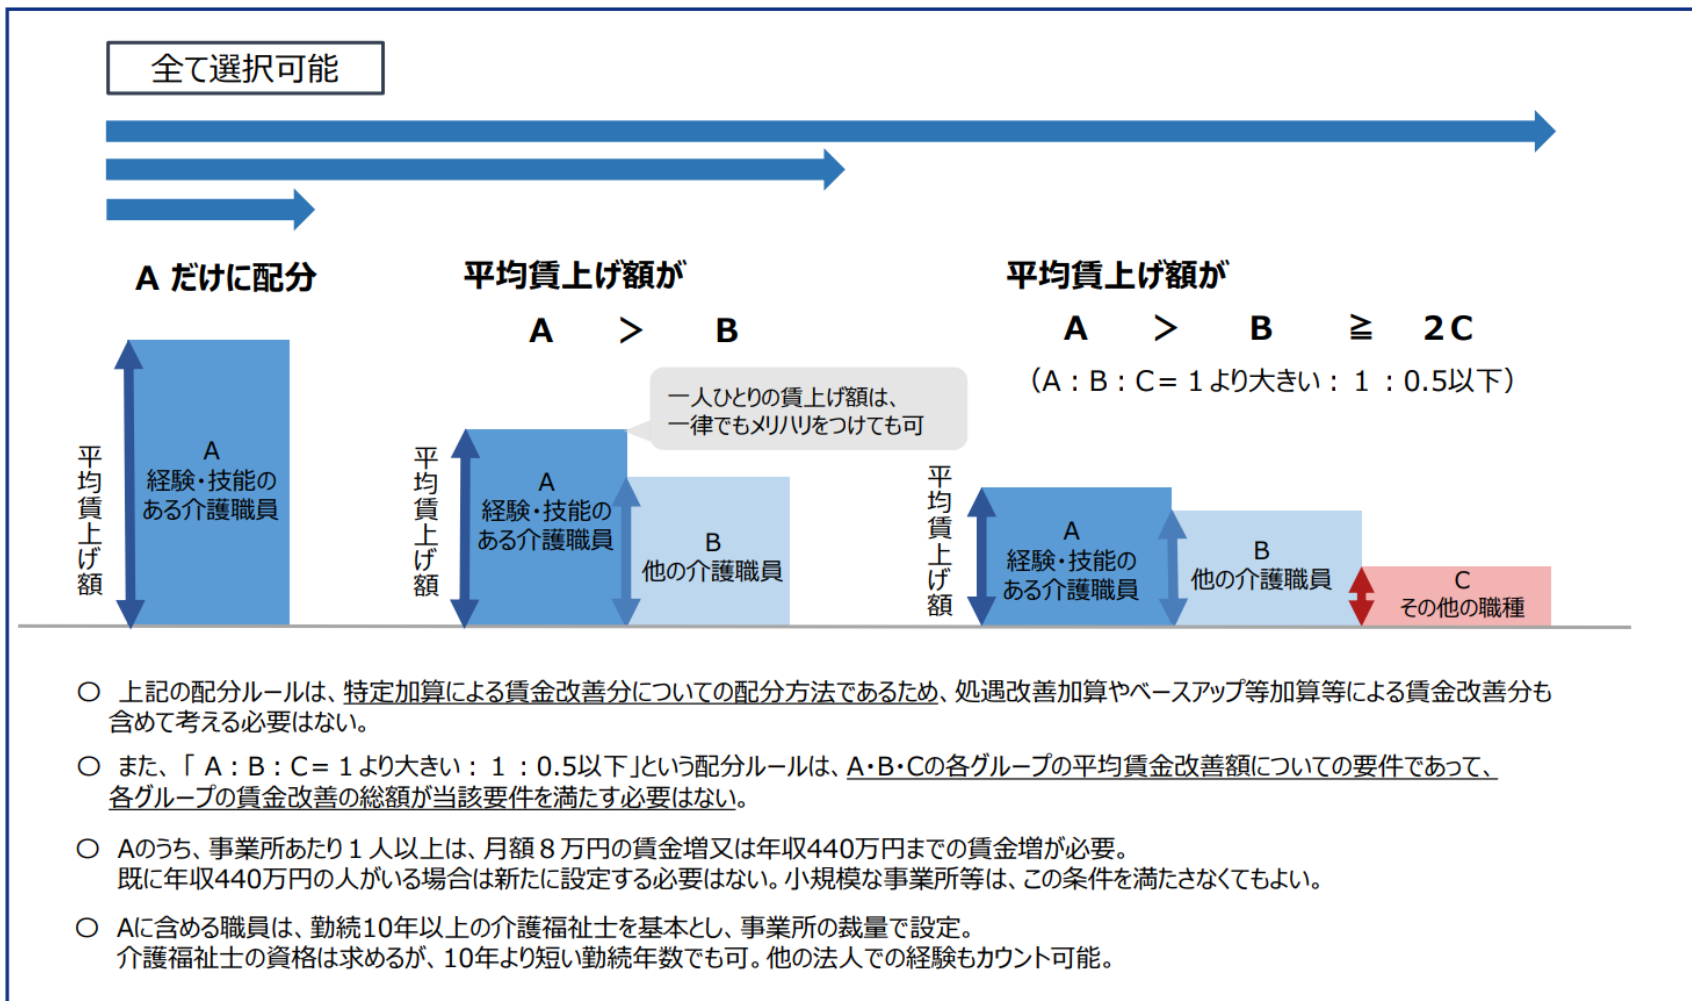 全て選択可能
A だけに配分
平均賃上げ額が
A ＞ B
平均賃上げ額が
A ＞ B ≧ 2C
（A：B：C＝１より大きい：１：0.5以下）
一人ひとりの賃上げ額は、
一律でもメリハリをつけても可
平均賃上げ額
A
経験・技能の
ある介護職員
平均賃上げ額
A
経験・技能の
ある介護職員
B
他の介護職員
平均賃上げ額
A
経験・技能の
ある介護職員
B
他の介護職員
C
その他の職種
○ 上記の配分ルールは、特定加算による賃金改善分についての配分方法であるため、処遇改善加算やベースアップ等加算等による賃金改善分も
含めて考える必要はない。
○ また、「 A：B：C＝１より大きい：１：0.5以下」という配分ルールは、A・B・Cの各グループの平均賃金改善額についての要件であって、
各グループの賃金改善の総額が当該要件を満たす必要はない。
○ Aのうち、事業所あたり１人以上は、月額８万円の賃金増又は年収440万円までの賃金増が必要。
既に年収440万円の人がいる場合は新たに設定する必要はない。小規模な事業所等は、この条件を満たさなくてもよい。
○ Aに含める職員は、勤続10年以上の介護福祉士を基本とし、事業所の裁量で設定。
介護福祉士の資格は求めるが、10年より短い勤続年数でも可。他の法人での経験もカウント可能。